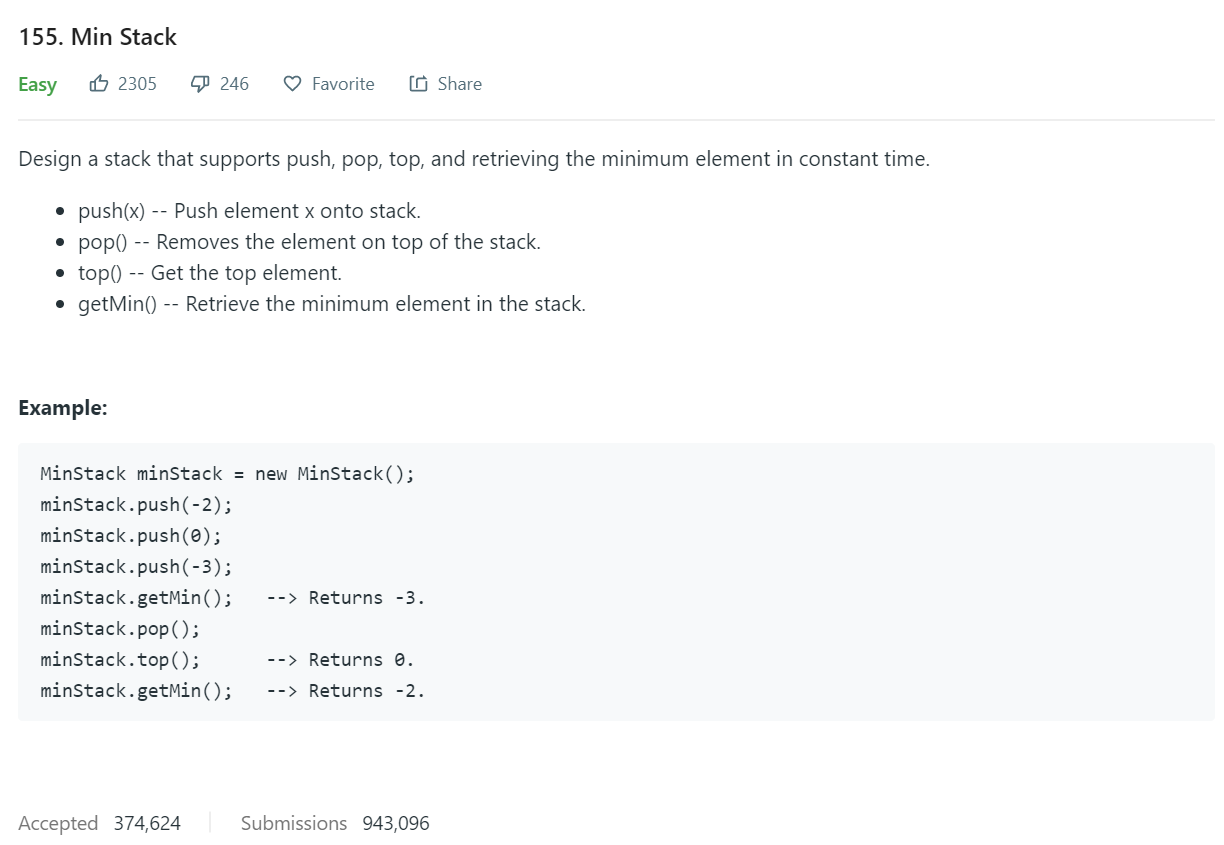 155. Min Stack
Easy 2305 246 Favorite Share
Design a stack that supports push, pop, top, and retrieving the minimum element in constant time.
• push(x) -- Push element x onto stack.
• pop() -- Removes the element on top of the stack.
• top() -- Get the top element.
• getMin() -- Retrieve the minimum element in the stack.
Example:
MinStack minStack = new MinStack();
minStack.push(-2);
minStack.push(0);
minStack.push(-3);
minStack.getMin();   --> Returns -3.
minStack.pop();
minStack.top();      --> Returns 0.
minStack.getMin();   --> Returns -2.
Accepted 374,624 Submissions 943,096